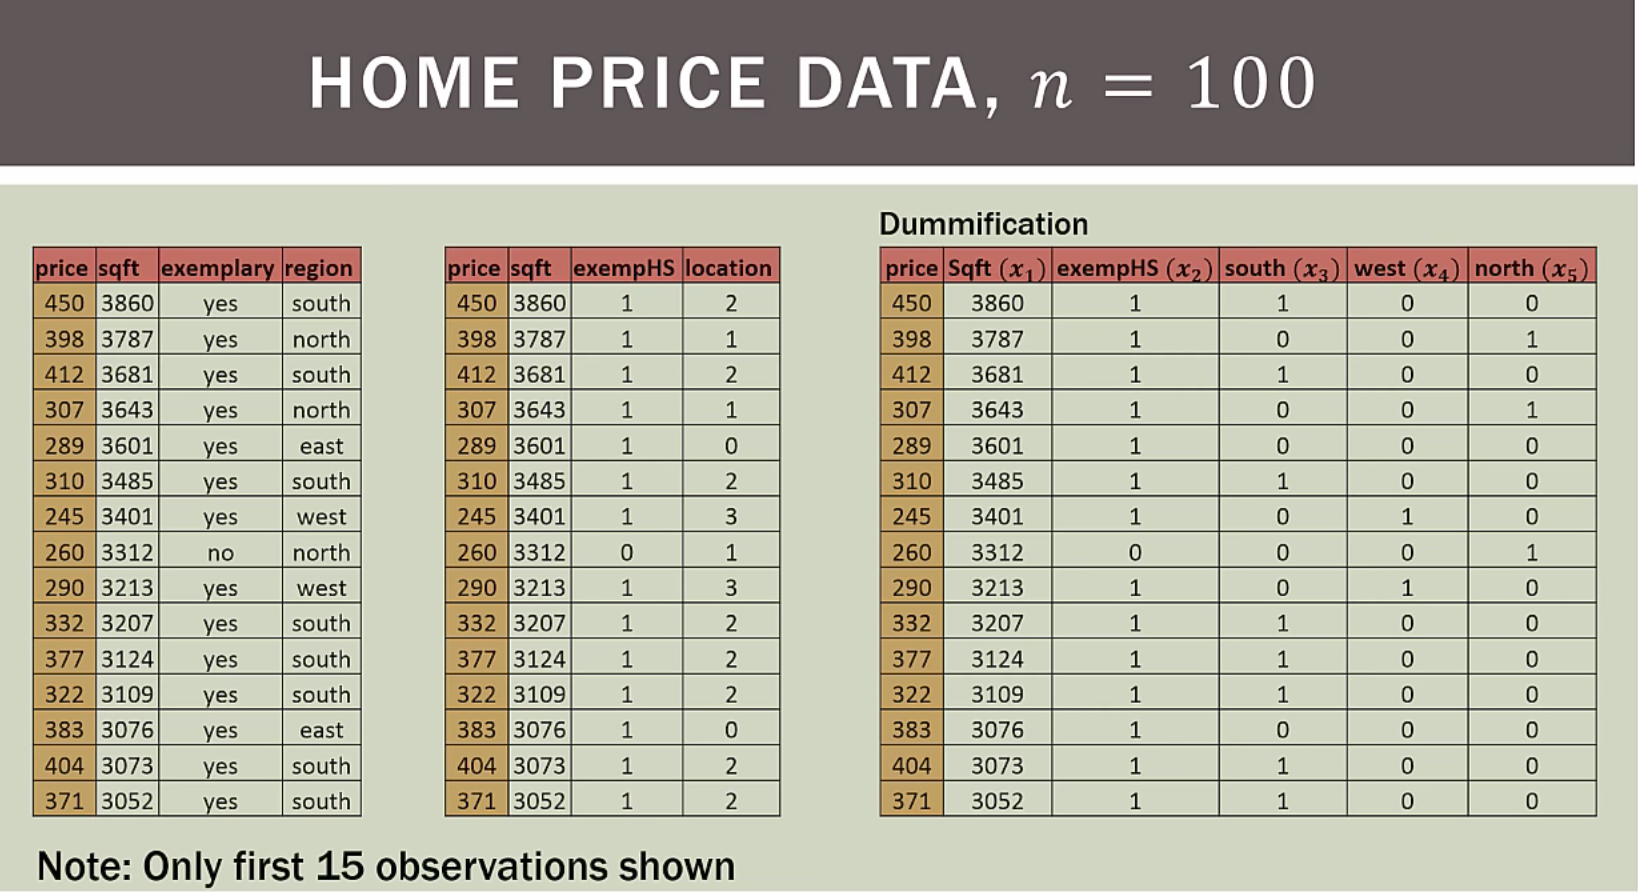 HOME PRICE DATA, n = 100
Dummification
price sqft exemplary region price sqft exempHS location price Sqft (x₁) exempHS (x₂) south (x₃) west (x₄) north (x₅)
450 3860 yes south 450 3860 1 2 450 3860 1 1 0 0
398 3787 yes north 398 3787 1 1 398 3787 1 0 0 1
412 3681 yes south 412 3681 1 2 412 3681 1 1 0 0
307 3643 yes north 307 3643 1 1 307 3643 1 0 0 1
289 3601 yes east 289 3601 1 0 289 3601 1 0 0 0
310 3485 yes south 310 3485 1 2 310 3485 1 1 0 0
245 3401 yes west 245 3401 1 3 245 3401 1 0 1 0
260 3312 no north 260 3312 0 1 260 3312 0 0 0 1
290 3213 yes west 290 3213 1 3 290 3213 1 0 1 0
332 3207 yes south 332 3207 1 2 332 3207 1 1 0 0
377 3124 yes south 377 3124 1 2 377 3124 1 1 0 0
322 3109 yes south 322 3109 1 2 322 3109 1 1 0 0
383 3076 yes east 383 3076 1 0 383 3076 1 0 0 0
404 3073 yes south 404 3073 1 2 404 3073 1 1 0 0
371 3052 yes south 371 3052 1 2 371 3052 1 1 0 0
Note: Only first 15 observations shown